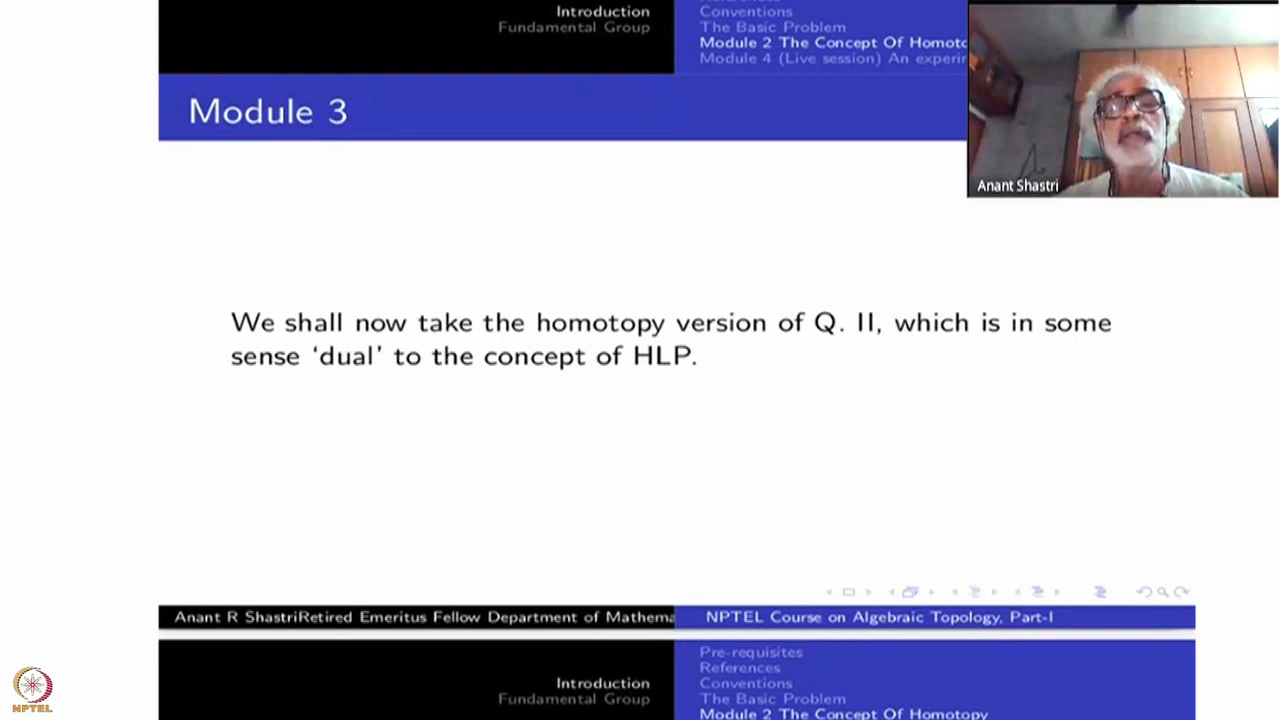 References
Introduction
Conventions
Fundamental Group
The Basic Problem
Module 2 The Concept Of Homoto
Module 4 (Live session) An experin
Module 3
Anant Shastri
We shall now take the homotopy version of Q. II, which is in some
sense ‘dual’ to the concept of HLP.
Anant R ShastriRetired Emeritus Fellow Department of Mathema
NPTEL Course on Algebraic Topology, Part-I
Pre-requisites
References
Introduction
Conventions
Fundamental Group
The Basic Problem
Module 2 The Concept Of Homotopy
NPTEL